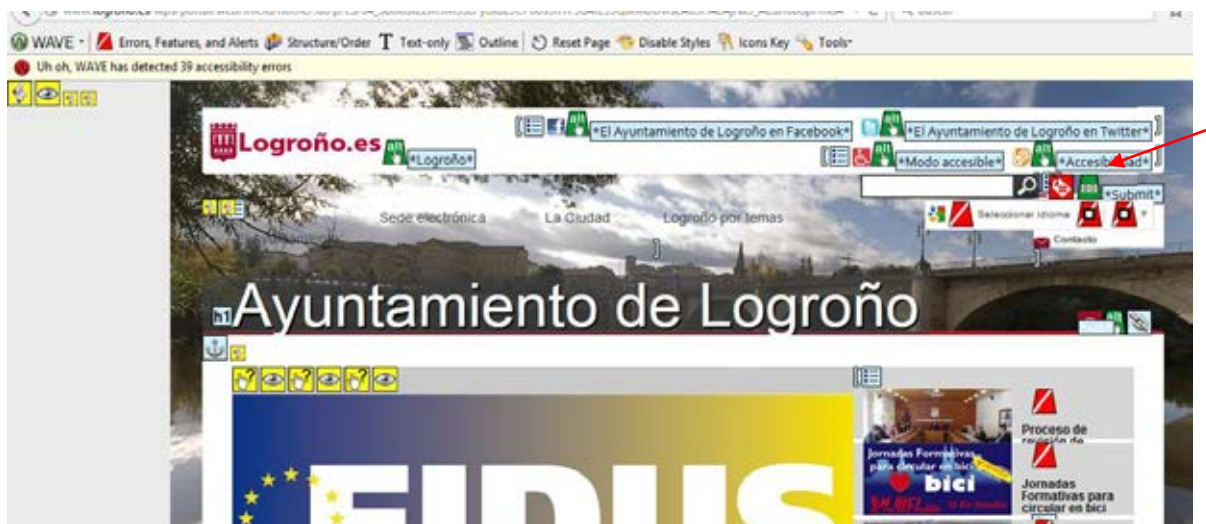 WAVE
Errors, Features, and Alerts
Structure/Order
Text-only
Outline
Reset Page
Disable Styles
Icons Key
Tools
Uh oh, WAVE has detected 39 accessibility errors
Logroño.es
*Logroño*
*El Ayuntamiento de Logroño en Facebook*
*El Ayuntamiento de Logroño en Twitter*
*Modo accesible*
*Submit*
Sede electrónica
La Ciudad
Logroño por temas
Seleccionar idioma
Contacto
h1
Ayuntamiento de Logroño
Proceso de
revisión de
Jornadas Formativas
para circular en bici
bici
Jornadas
Formativas para
circular en bici